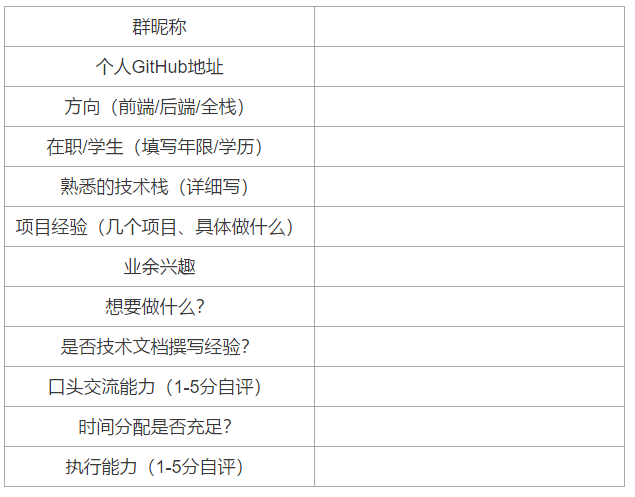 群昵称
个人GitHub地址
方向（前端/后端/全栈）
在职/学生（填写年限/学历）
熟悉的技术栈（详细写）
项目经验（几个项目、具体做什么）
业余兴趣
想要做什么？
是否技术文档撰写经验？
口头交流能力（1-5分自评）
时间分配是否充足？
执行能力（1-5分自评）